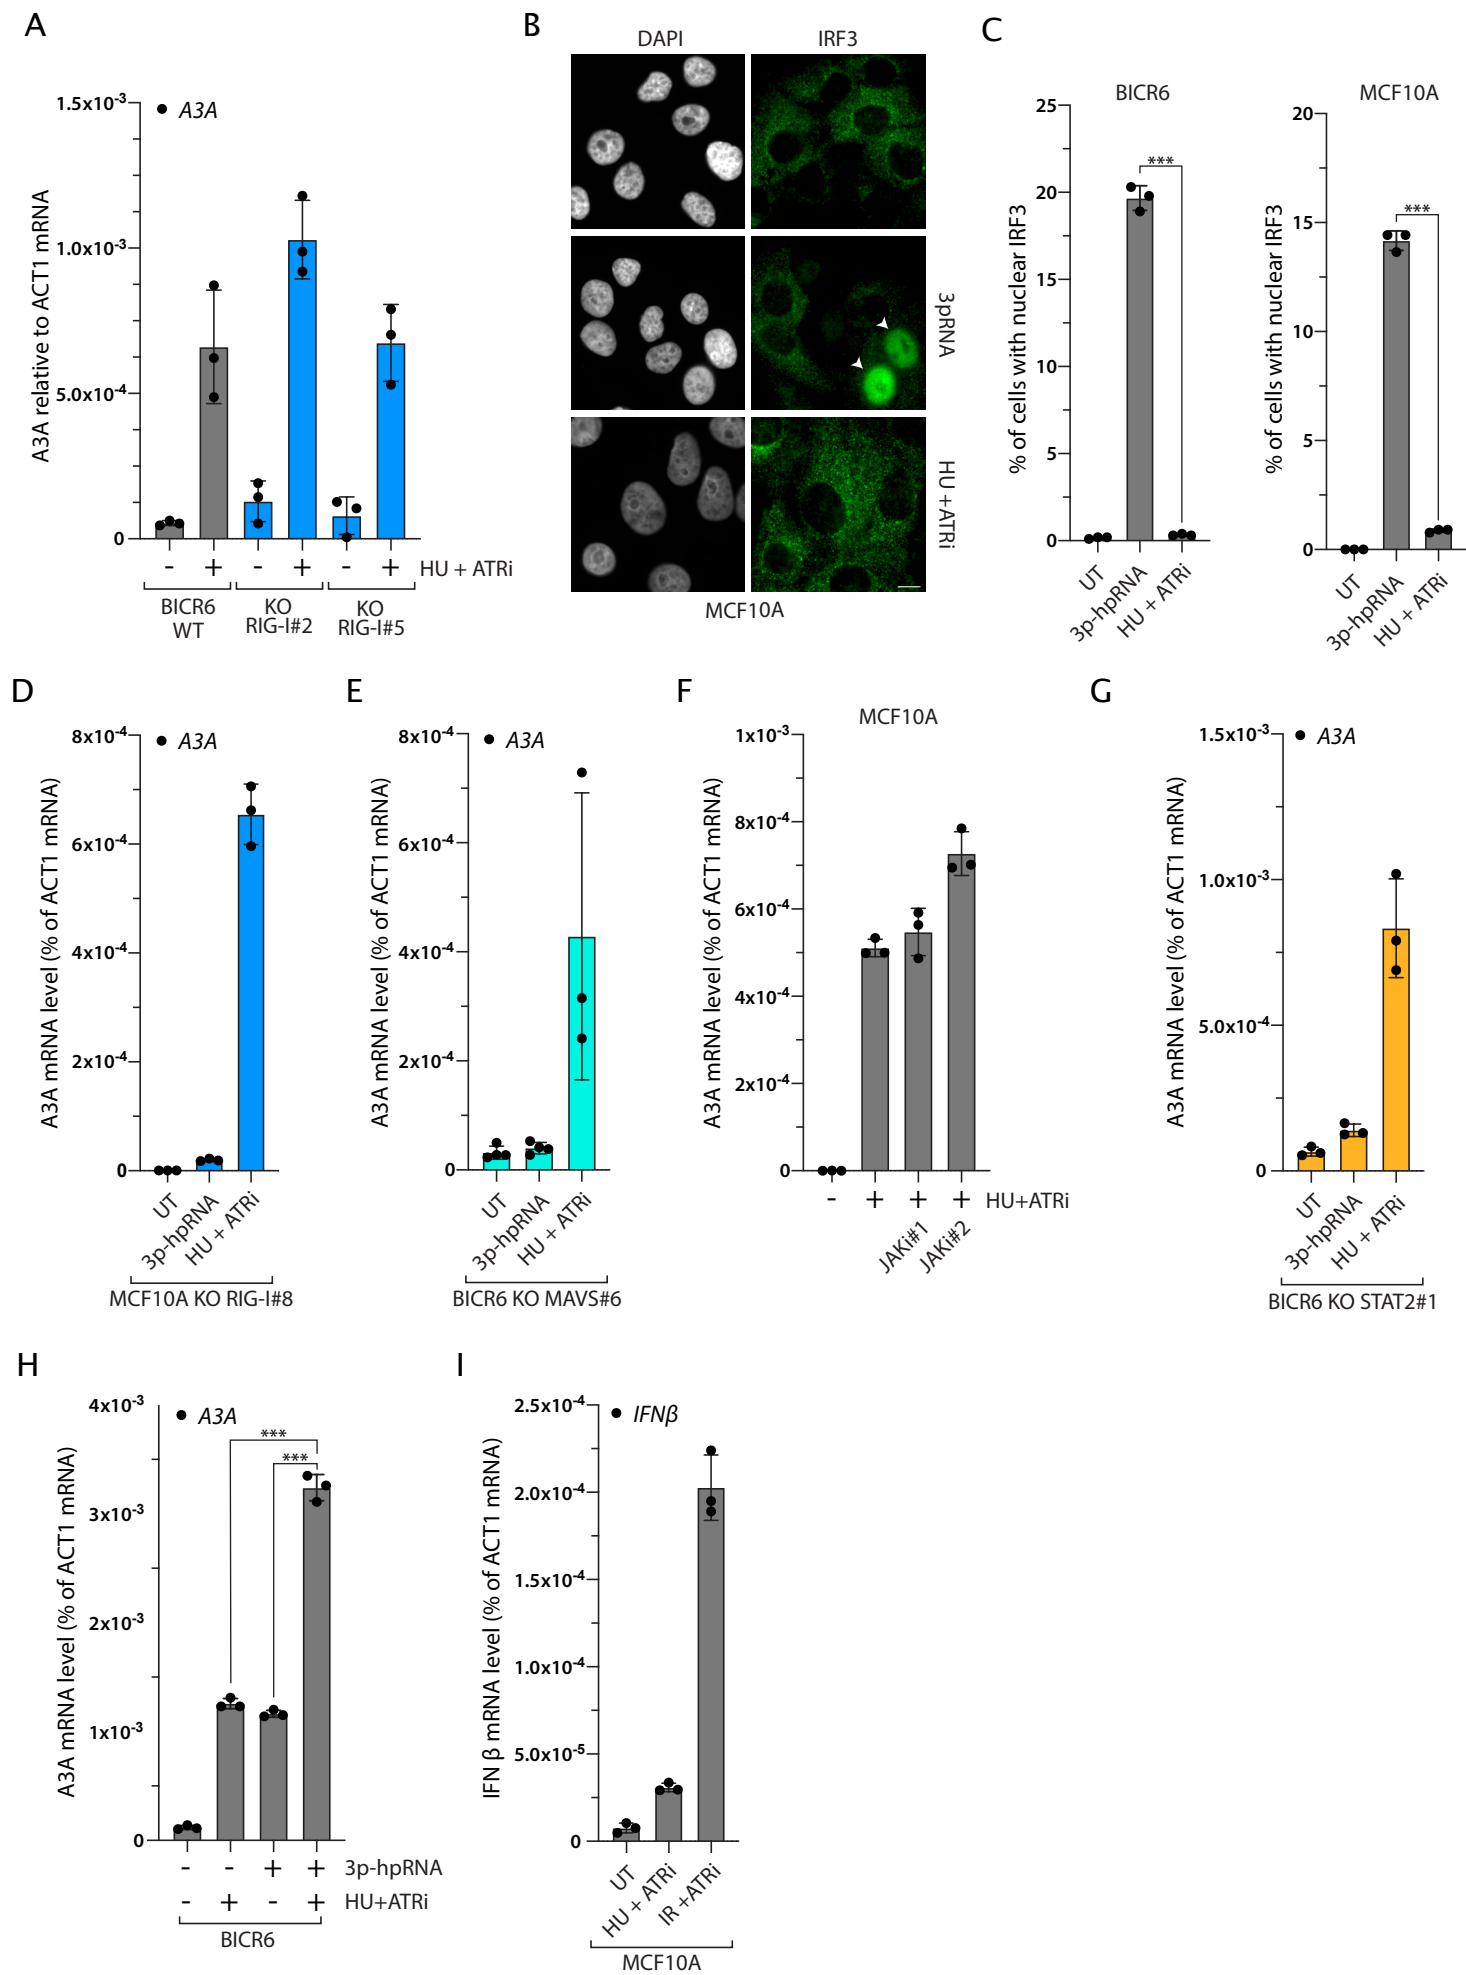 A
1.5x10-3
1.0x10-3
5.0x10-4
0
A3A relative to ACT1 mRNA
A3A
- + - + - + HU + ATRi
BICR6 WT
KO RIG-I#2
KO RIG-I#5
B
DAPI IRF3
3pRNA
HU +ATRi
MCF10A
C
BICR6
25
20
15
10
5
0
% of cells with nuclear IRF3
***
UT
3p-hpRNA
HU + ATRi
MCF10A
20
15
10
5
0
% of cells with nuclear IRF3
***
UT
3p-hpRNA
HU + ATRi
D
8x10-4
6x10-4
4x10-4
2x10-4
0
A3A mRNA level (% of ACT1 mRNA)
A3A
UT
3p-hpRNA
HU + ATRi
MCF10A KO RIG-I#8
E
8x10-4
6x10-4
4x10-4
2x10-4
0
A3A mRNA level (% of ACT1 mRNA)
A3A
UT
3p-hpRNA
HU + ATRi
BICR6 KO MAVS#6
F
MCF10A
1x10-3
8x10-4
6x10-4
4x10-4
2x10-4
0
A3A mRNA level (% of ACT1 mRNA)
- + + + HU+ATRi
JAKi#1
JAKi#2
G
1.5x10-3
1.0x10-3
5.0x10-4
0
A3A mRNA level (% of ACT1 mRNA)
A3A
UT
3p-hpRNA
HU + ATRi
BICR6 KO STAT2#1
H
4x10-3
3x10-3
2x10-3
1x10-3
0
A3A mRNA level (% of ACT1 mRNA)
A3A
***
***
- - + + 3p-hpRNA
- + - + HU+ATRi
BICR6
I
2.5x10-4
2.0x10-4
1.5x10-4
1.0x10-4
5.0x10-5
0
IFN β mRNA level (% of ACT1 mRNA)
IFNβ
UT
HU + ATRi
IR +ATRi
MCF10A